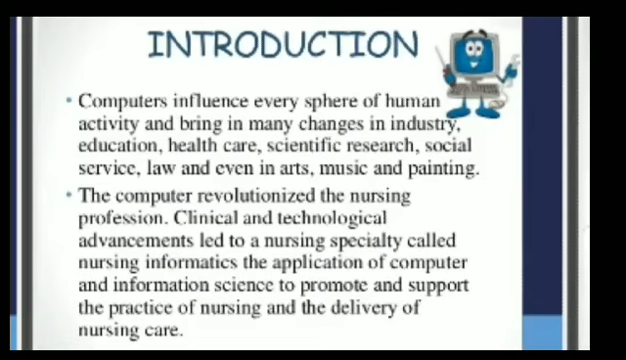 INTRODUCTION
• Computers influence every sphere of human
activity and bring in many changes in industry,
education, health care, scientific research, social
service, law and even in arts, music and painting.
• The computer revolutionized the nursing
profession. Clinical and technological
advancements led to a nursing specialty called
nursing informatics the application of computer
and information science to promote and support
the practice of nursing and the delivery of
nursing care.